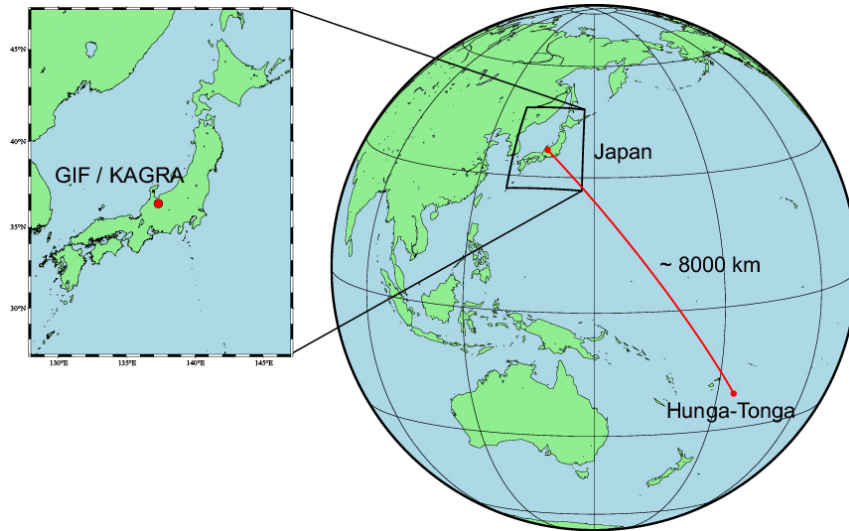 45°N
40°N
GIF / KAGRA
35°N
30°N
130°E 135°E 140°E 145°E
Japan
~ 8000 km
Hunga-Tonga